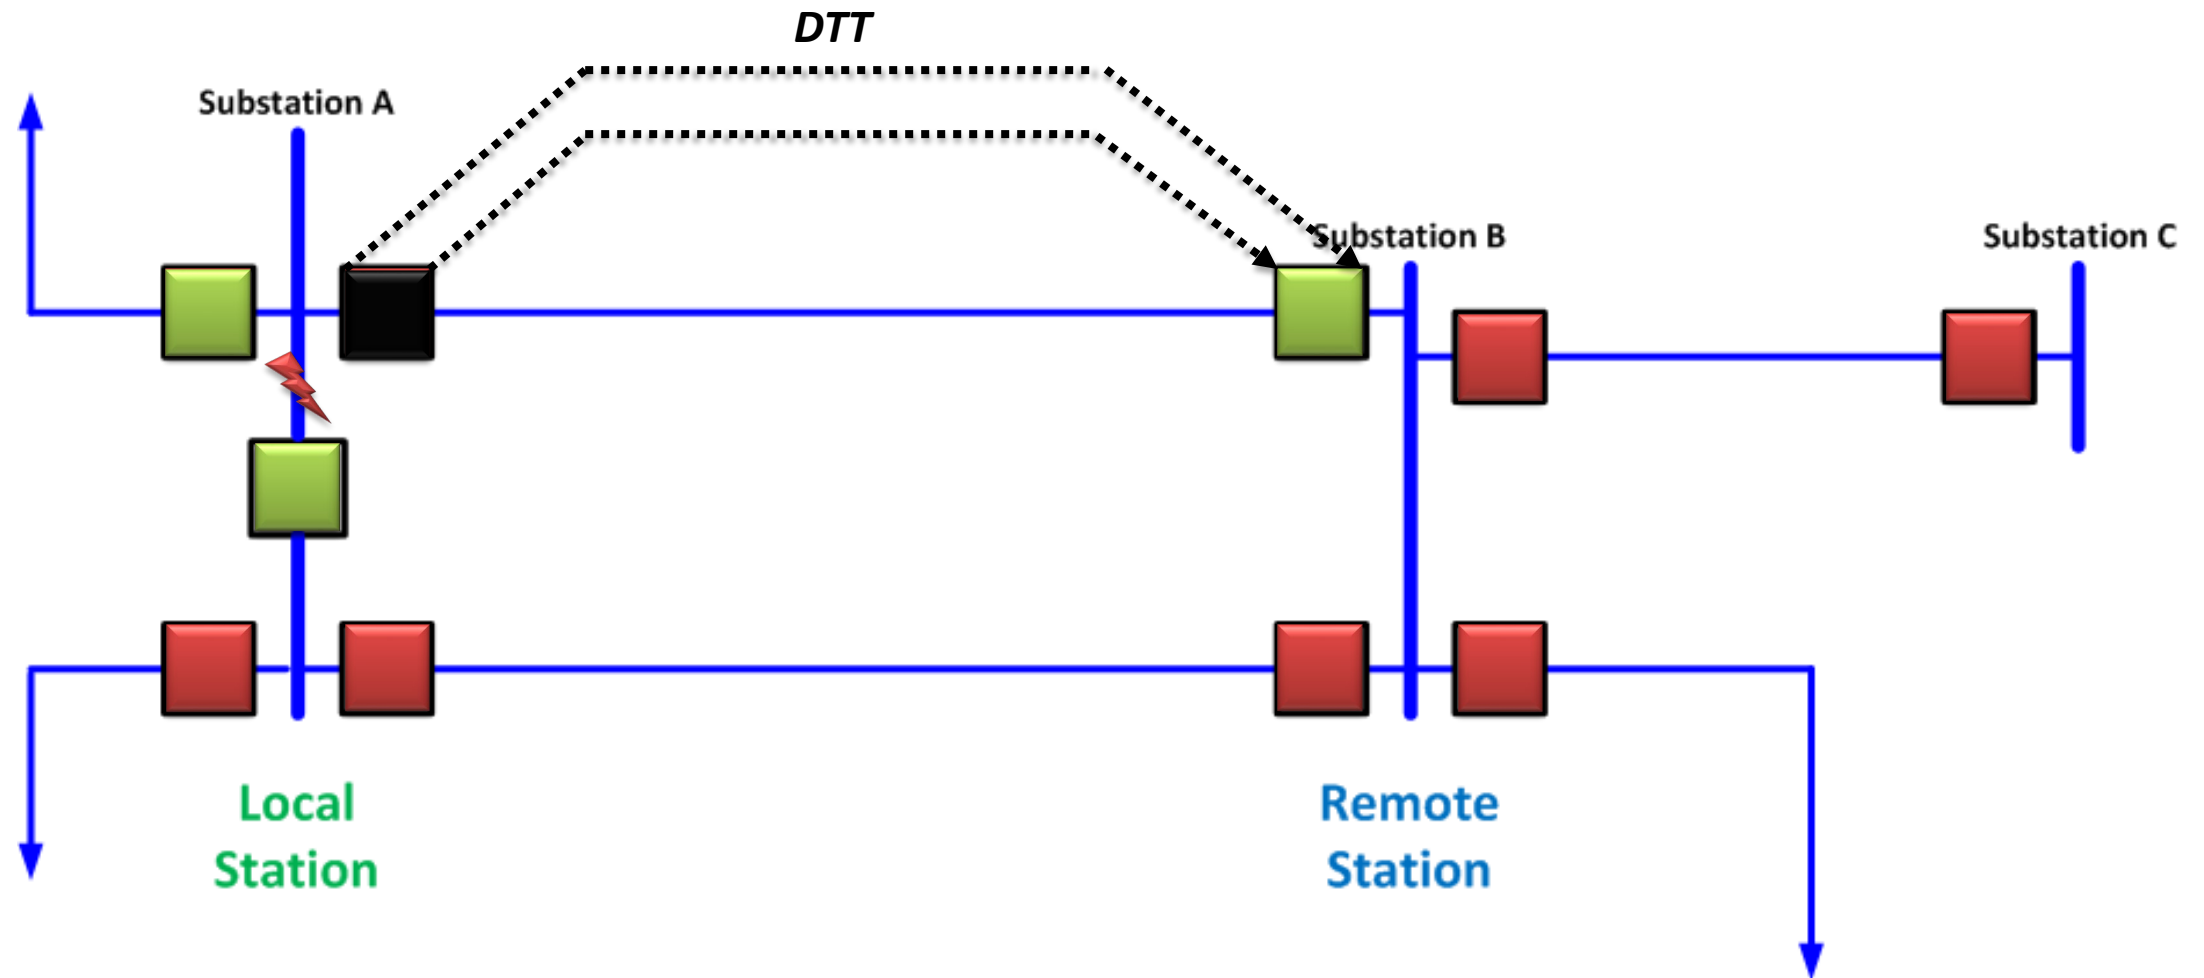 DTT
Substation A
Substation B
Substation C
Local
Station
Remote
Station